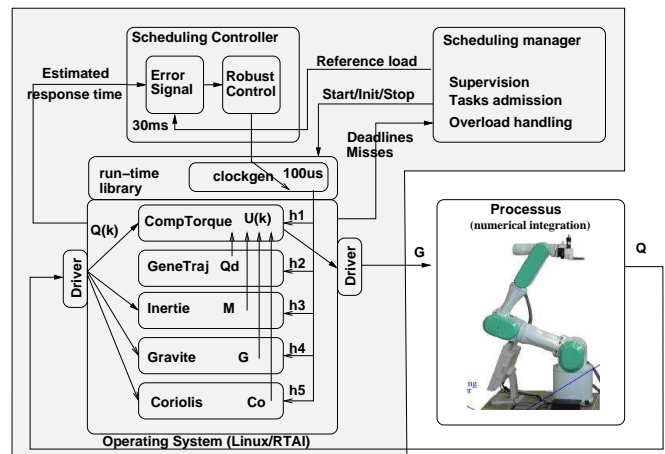 Scheduling Controller
Estimated
response time
Error
Signal
Robust
Control
30ms
Reference load
Start/Init/Stop
Deadlines
Misses
Scheduling manager
Supervision
Tasks admission
Overload handling
run-time
library
clockgen
100us
Q(k)
CompTorque
U(k)
h1
GeneTraj
Qd
h2
Inertie
M
h3
Gravite
G
h4
Coriolis
Co
h5
Driver
Driver
Operating System (Linux/RTAI)
G
Processus
(numerical integration)
Q
ng
er